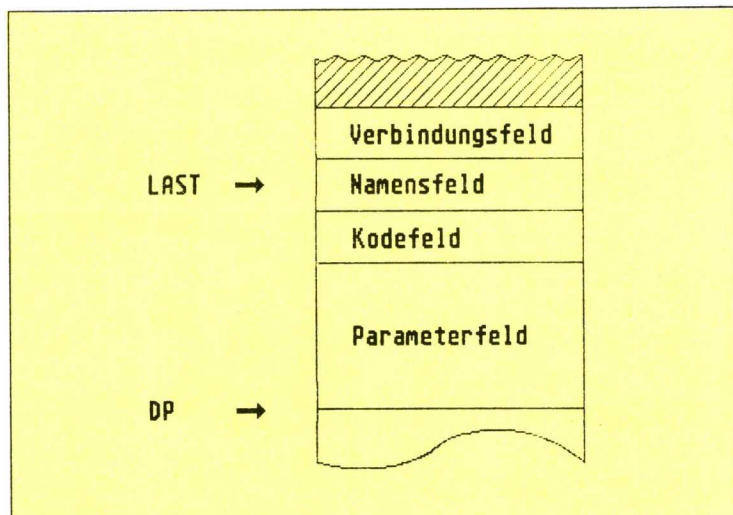 Verbindungsfeld
LAST → Namensfeld
Kodefeld
Parameterfeld
DP →